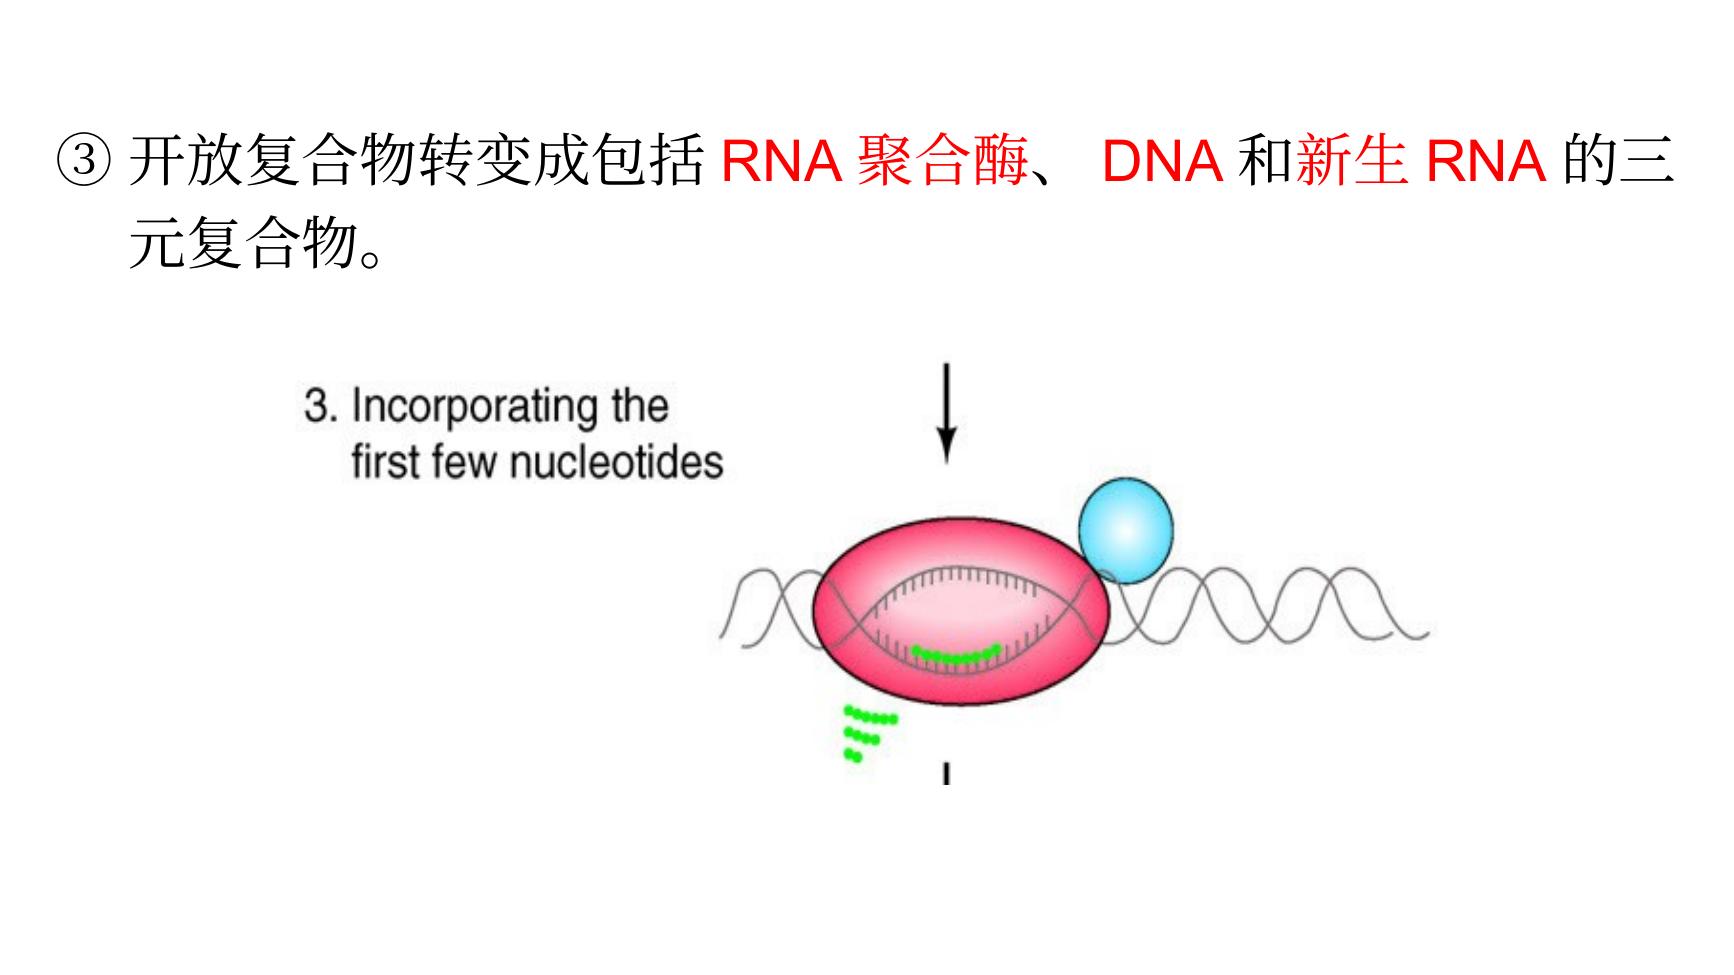 ③ 开放复合物转变成包括 RNA 聚合酶、 DNA 和新生 RNA 的三
元复合物。
3. Incorporating the
first few nucleotides